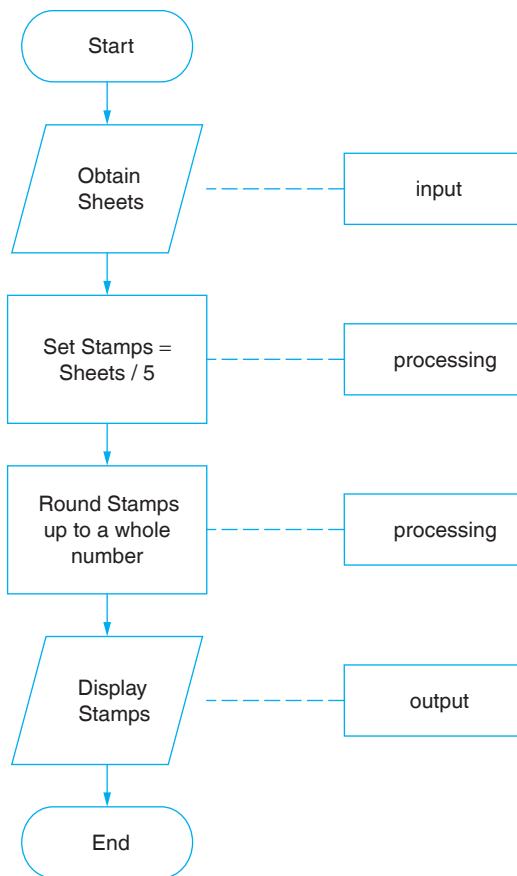 Start
Obtain
Sheets
input
Set Stamps =
Sheets / 5
processing
Round Stamps
up to a whole
number
processing
Display
Stamps
output
End